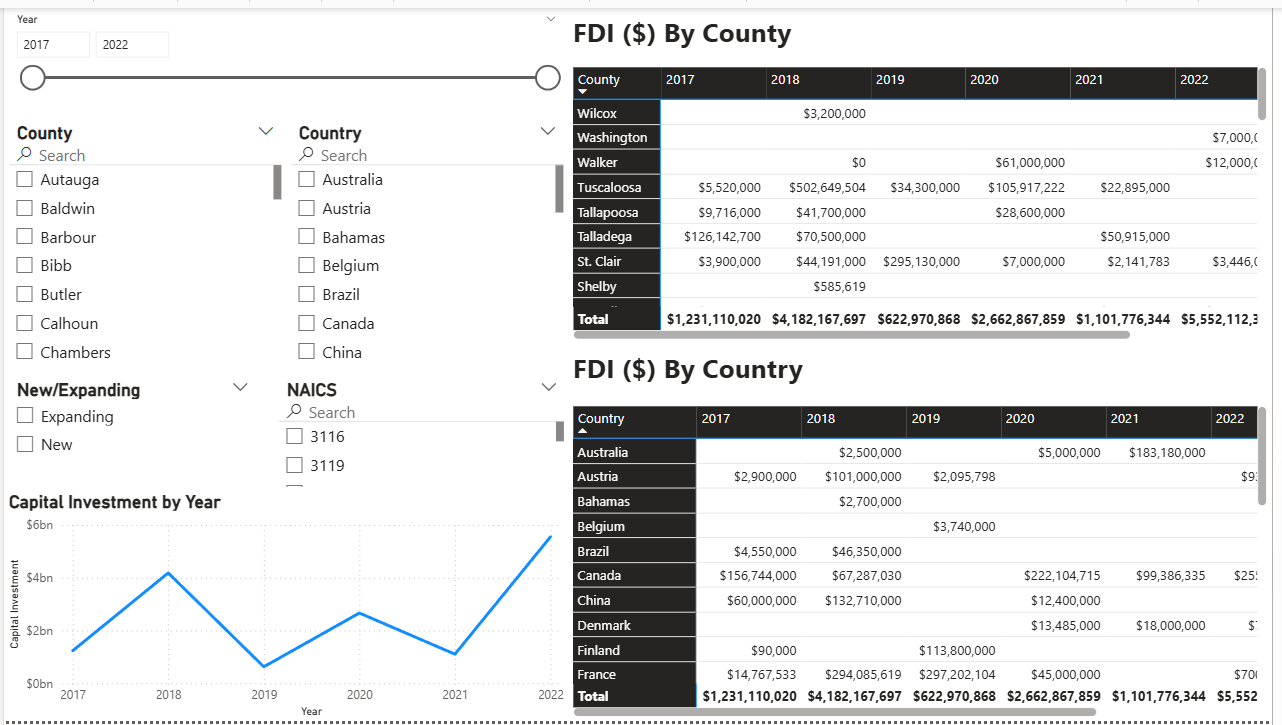 Year
2017 2022
County
Search
Autauga
Baldwin
Barbour
Bibb
Butler
Calhoun
Chambers
Country
Search
Australia
Austria
Bahamas
Belgium
Brazil
Canada
China
New/Expanding
Expanding
New
NAICS
Search
3116
3119
Capital Investment by Year
Capital Investment
$6bn
$4bn
$2bn
$0bn
2017 2018 2019 2020 2021 2022
Year
FDI ($) By County
County 2017 2018 2019 2020 2021 2022
Wilcox $3,200,000
Washington $7,000,
Walker $0 $61,000,000 $12,000,
Tuscaloosa $5,520,000 $502,649,504 $34,300,000 $105,917,222 $22,895,000
Tallapoosa $9,716,000 $41,700,000 $28,600,000
Talladega $126,142,700 $70,500,000 $50,915,000
St. Clair $3,900,000 $44,191,000 $295,130,000 $7,000,000 $2,141,783 $3,446,
Shelby $585,619
Total $1,231,110,020 $4,182,167,697 $622,970,868 $2,662,867,859 $1,101,776,344 $5,552,112,3
FDI ($) By Country
Country 2017 2018 2019 2020 2021 2022
Australia $2,500,000 $5,000,000 $183,180,000
Austria $2,900,000 $101,000,000 $2,095,798 $9
Bahamas $2,700,000
Belgium $3,740,000
Brazil $4,550,000 $46,350,000
Canada $156,744,000 $67,287,030 $222,104,715 $99,386,335 $25
China $60,000,000 $132,710,000 $12,400,000
Denmark $13,485,000 $18,000,000 $
Finland $90,000 $113,800,000
France $14,767,533 $294,085,619 $297,202,104 $45,000,000 $70
Total $1,231,110,020 $4,182,167,697 $622,970,868 $2,662,867,859 $1,101,776,344 $5,552